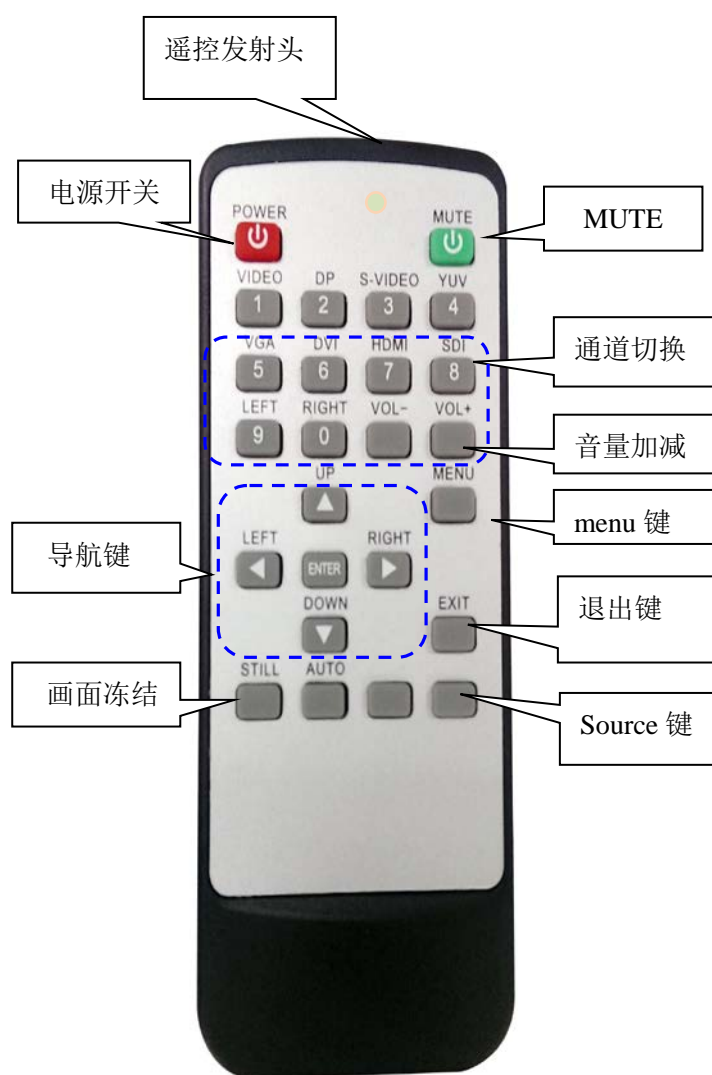 遥控发射头
电源开关
POWER
MUTE
MUTE
VIDEO DP S-VIDEO YUV
1 2 3 4
VGA DVI HDMI SDI
5 6 7 8
通道切换
LEFT RIGHT VOL- VOL+
9 0
音量加减
UP MENU
menu 键
导航键
LEFT RIGHT
ENTER
DOWN EXIT
退出键
STILL AUTO
画面冻结
Source 键